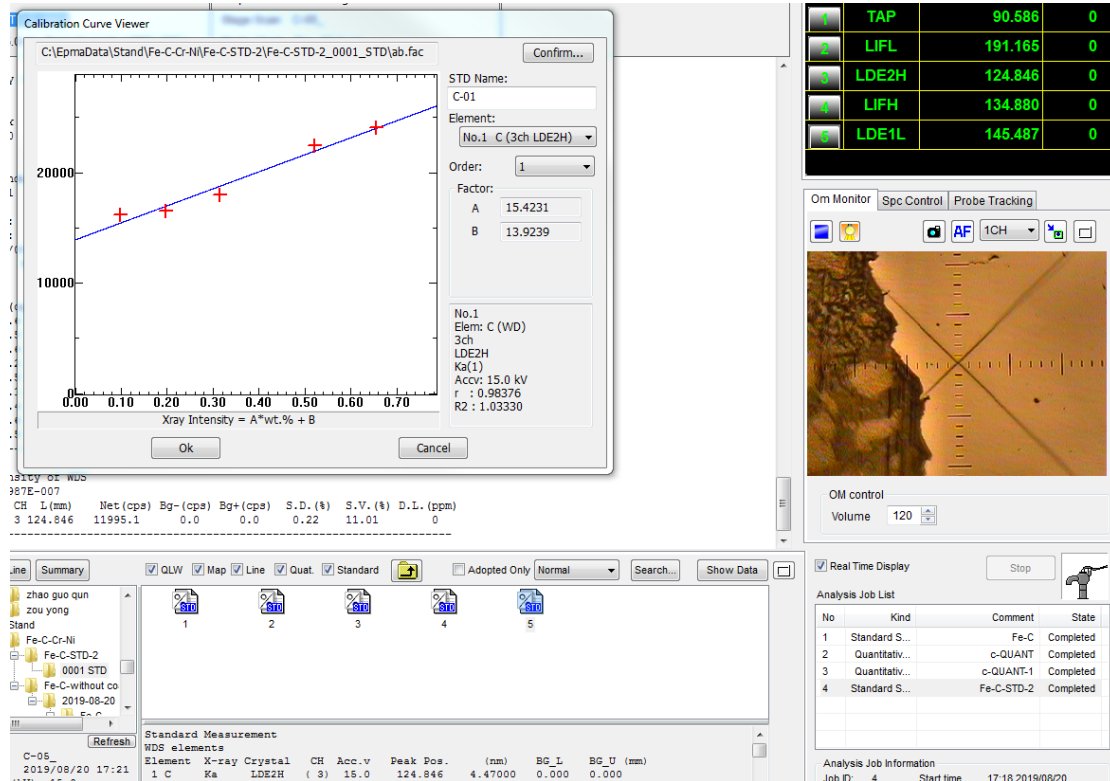 Calibration Curve Viewer
C:\EpmaData\Stand\Fe-C-Cr-Ni\Fe-C-STD-2\Fe-C-STD-2_0001_STD\ab.fac
Confirm...
20000
10000
0
0.00 0.10 0.20 0.30 0.40 0.50 0.60 0.70
Xray Intensity = A*wt.% + B
STD Name:
C-01
Element:
No.1 C (3ch LDE2H)
Order: 1
Factor:
A 15.4231
B 13.9239
No.1
Elem: C (WD)
3ch
LDE2H
Ka(1)
Accv: 15.0 kV
r : 0.98376
R2 : 1.03330
Ok Cancel
1 TAP 90.586 0
2 LIFL 191.165 0
3 LDE2H 124.846 0
4 LIFH 134.880 0
5 LDE1L 145.487 0
Om Monitor Spc Control Probe Tracking
AF 1CH
OM control
Volume 120
nsity of WDS
987E-007
CH L(mm) Net(cps) Bg-(cps) Bg+(cps) S.D.(%) S.V.(%) D.L.(ppm)
3 124.846 11995.1 0.0 0.0 0.22 11.01 0
Line Summary
QLW Map Line Quat. Standard Adopted Only Normal Search... Show Data
zhao guo qun
zou yong
Stand
Fe-C-Cr-Ni
Fe-C-STD-2
0001 STD
Fe-C-without co
2019-08-20
Fe-C
Refresh
C-05_
2019/08/20 17:21
STD STD STD STD STD
1 2 3 4 5
Standard Measurement
WDS elements
Element X-ray Crystal CH Acc.v Peak Pos. (nm) BG_L BG_U (mm)
1 C Ka LDE2H ( 3) 15.0 124.846 4.47000 0.000 0.000
Real Time Display Stop
Analysis Job List
No Kind Comment State
1 Standard S... Fe-C Completed
2 Quantitativ... c-QUANT Completed
3 Quantitativ... c-QUANT-1 Completed
4 Standard S... Fe-C-STD-2 Completed
Analysis Job Information
Job ID: 4 Start time 17:18 2019/08/20